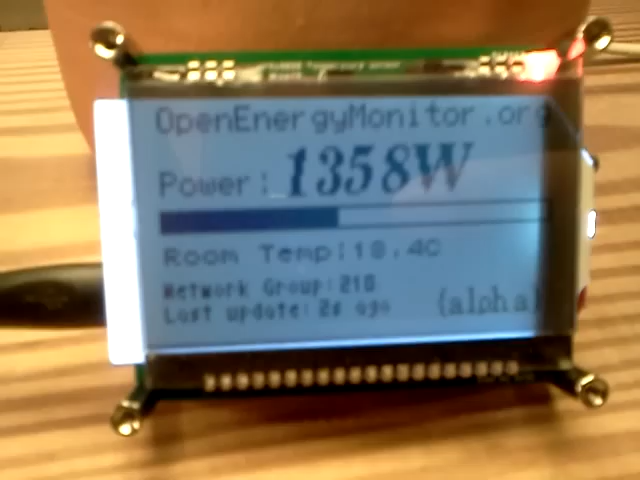 OpenEnergyMonitor.org
Power: 1358W
Room Temp:18.4C
Network Group:210
Last update: 2s ago
(alpha)